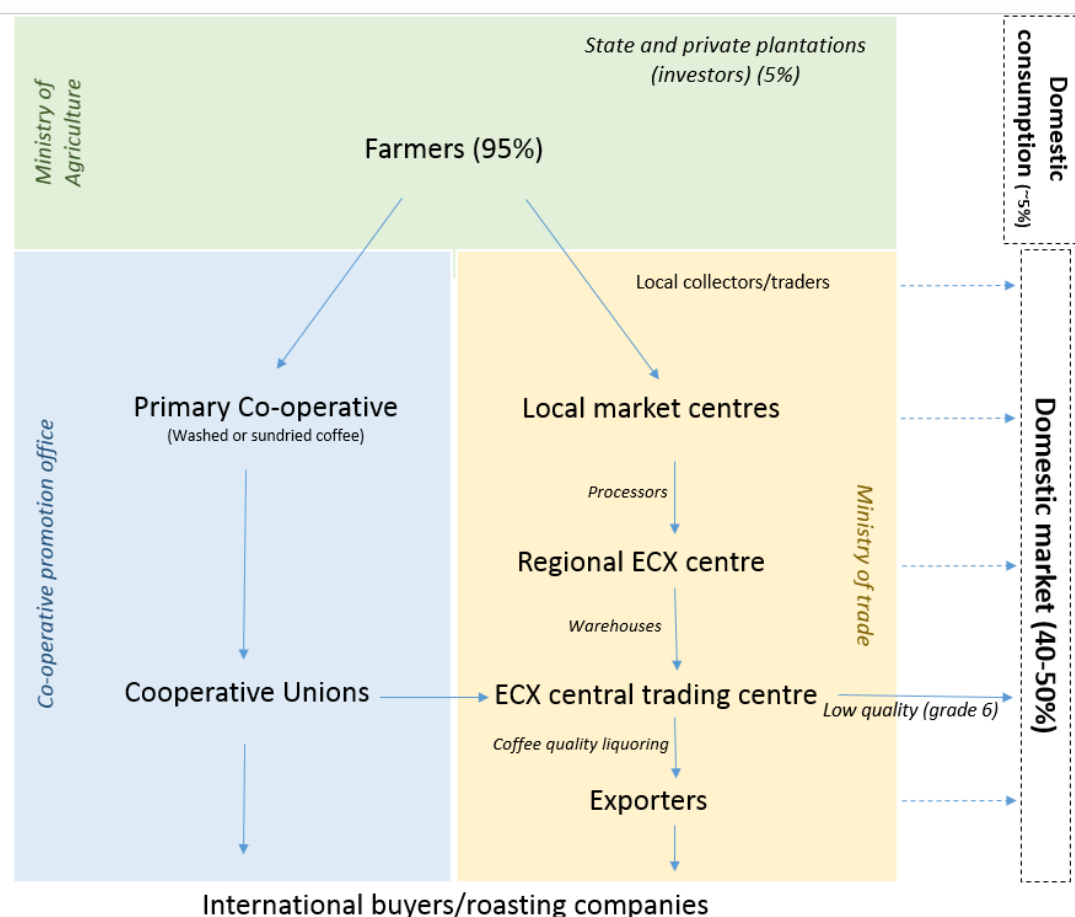 State and private plantations
(investors) (5%)
Domestic
consumption (~5%)
Ministry of
Agriculture
Farmers (95%)
Local collectors/traders
Primary Co-operative
(Washed or sundried coffee)
Local market centres
Co-operative promotion office
Processors
Ministry of trade
Domestic market (40-50%)
Regional ECX centre
Warehouses
Cooperative Unions
ECX central trading centre
Low quality (grade 6)
Coffee quality liquoring
Exporters
International buyers/roasting companies